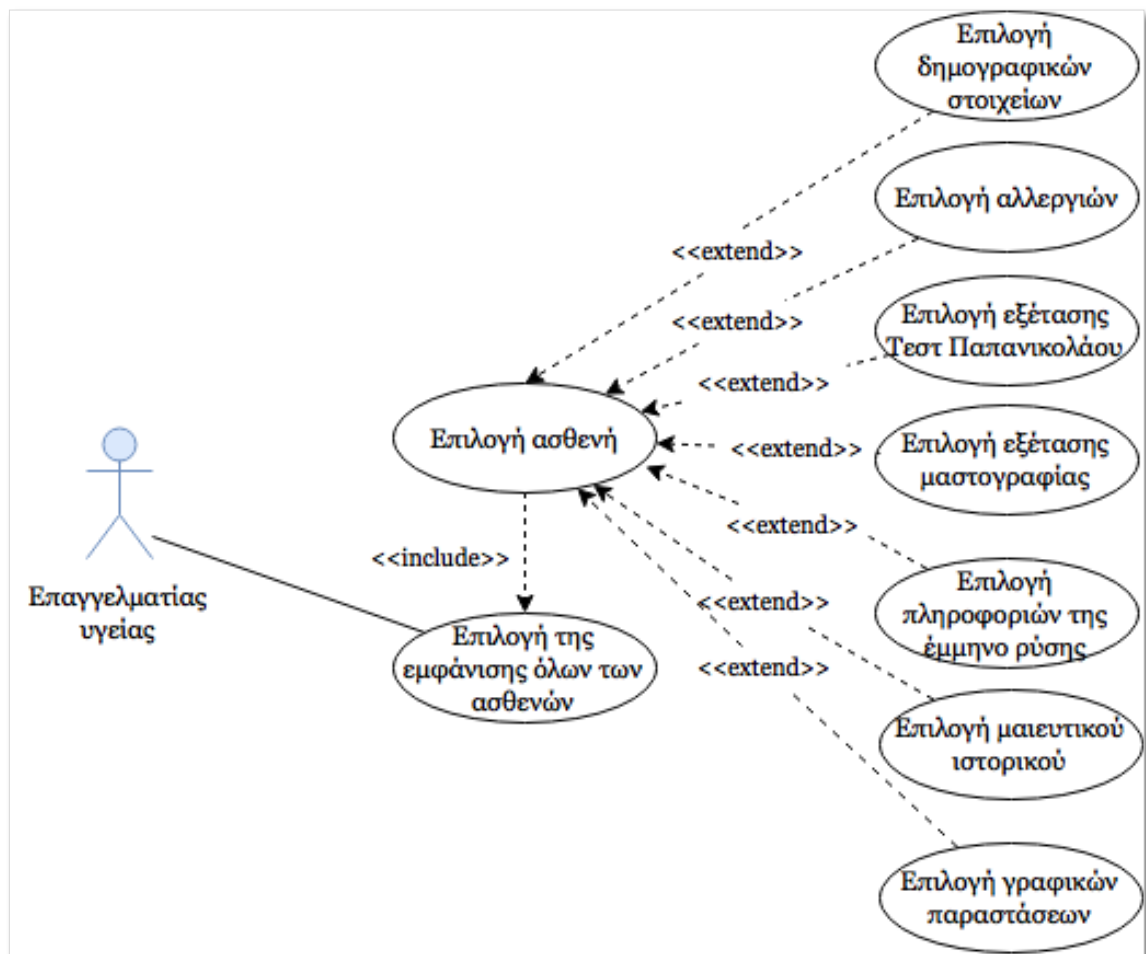 Επιλογή
δημογραφικών
στοιχείων
Επιλογή αλλεργιών
<<extend>>
Επιλογή εξέτασης
Τεστ Παπανικολάου
<<extend>>
<<extend>>
Επιλογή ασθενή
Επιλογή εξέτασης
μαστογραφίας
<<extend>>
<<extend>>
<<include>>
Επαγγελματίας
υγείας
Επιλογή
πληροφοριών της
έμμηνο ρύσης
<<extend>>
Επιλογή της
εμφάνισης όλων των
ασθενών
<<extend>>
Επιλογή μαιευτικού
ιστορικού
Επιλογή γραφικών
παραστάσεων